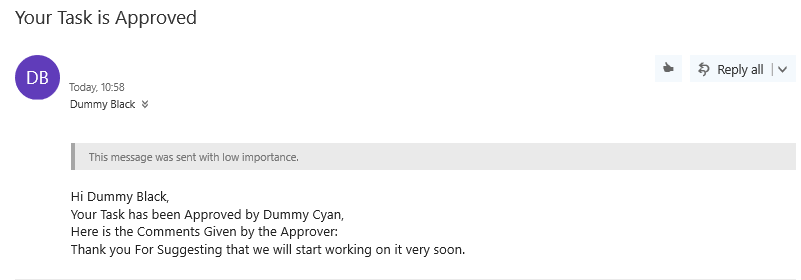 Your Task is Approved
DB
Today, 10:58
Dummy Black
Reply all
This message was sent with low importance.
Hi Dummy Black,
Your Task has been Approved by Dummy Cyan,
Here is the Comments Given by the Approver:
Thank you For Suggesting that we will start working on it very soon.